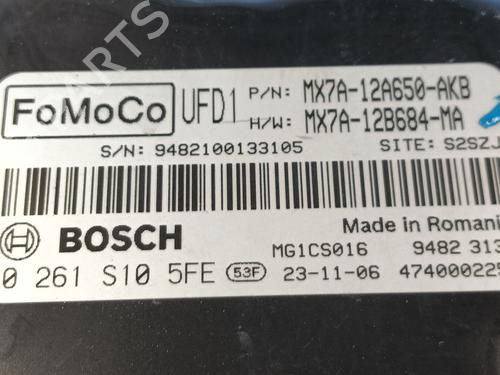 FoMoCo UFD1 P/N: MX7A-12A650-AKB
H/W: MX7A-12B684-MA
S/N: 9482100133105 SITE: S2SZJ
Made in Romani
BOSCH MG1CS016 9482 313
0 261 S10 5FE 53F 23-11-06 474000225
B-PARTS